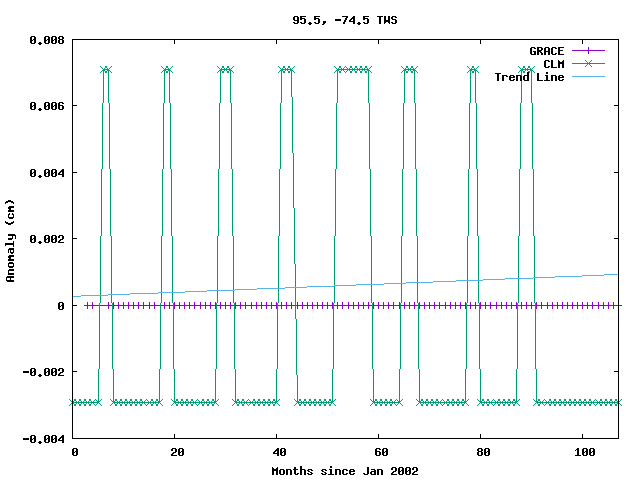 95.5, -74.5 TWS
GRACE
CLM
Trend Line
0.008
0.006
0.004
0.002
0
-0.002
-0.004
Anomaly (cm)
0 20 40 60 80 100
Months since Jan 2002